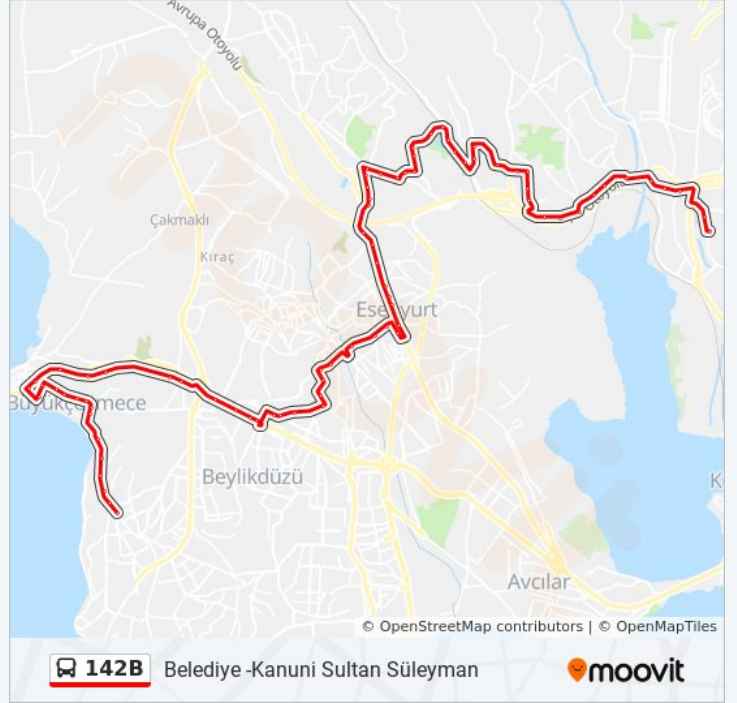 Avrupa Otoyolu
Çakmaklı
Kıraç
Esenyurt
Büyükçekmece
Beylikdüzü
Avcılar
K
© OpenStreetMap contributors | © OpenMapTiles
142B Belediye -Kanuni Sultan Süleyman moovit